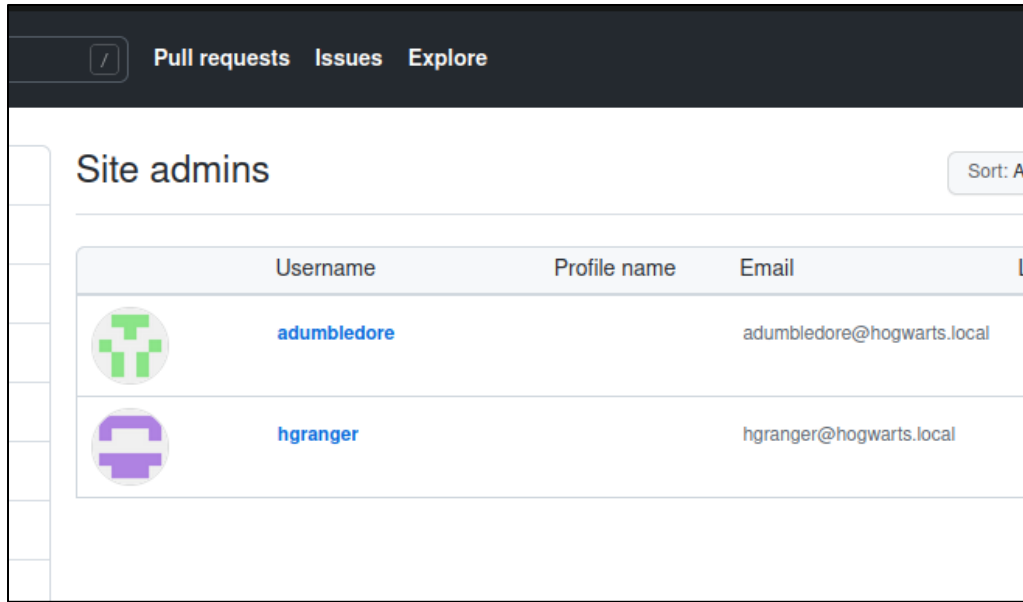 / Pull requests Issues Explore
Site admins
Sort: A
Username Profile name Email
adumbledore adumbledore@hogwarts.local
hgranger hgranger@hogwarts.local